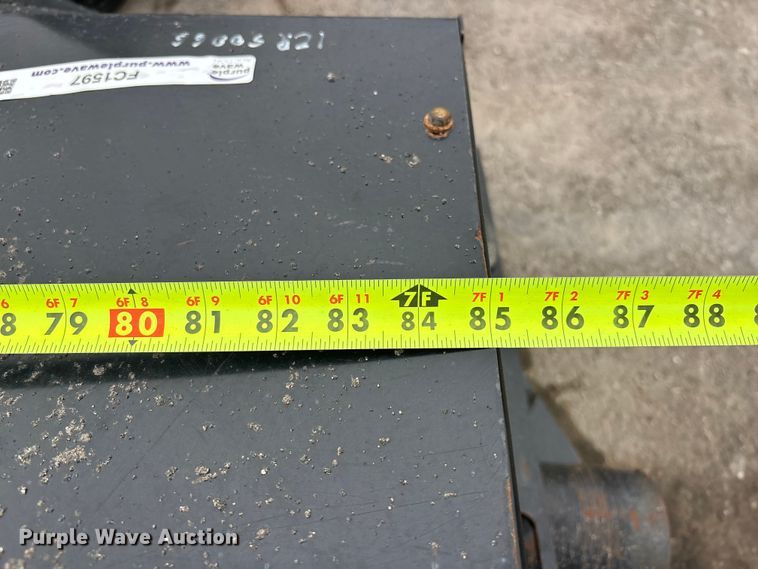 1ZR 500GS
purple wave
www.purplewave.com
FC1597
6 6F 7 6F 8 6F 9 6F 10 6F 11 7F 7F 1 7F 2 7F 3 7F 4
8 79 80 81 82 83 84 85 86 87 88
Purple Wave Auction